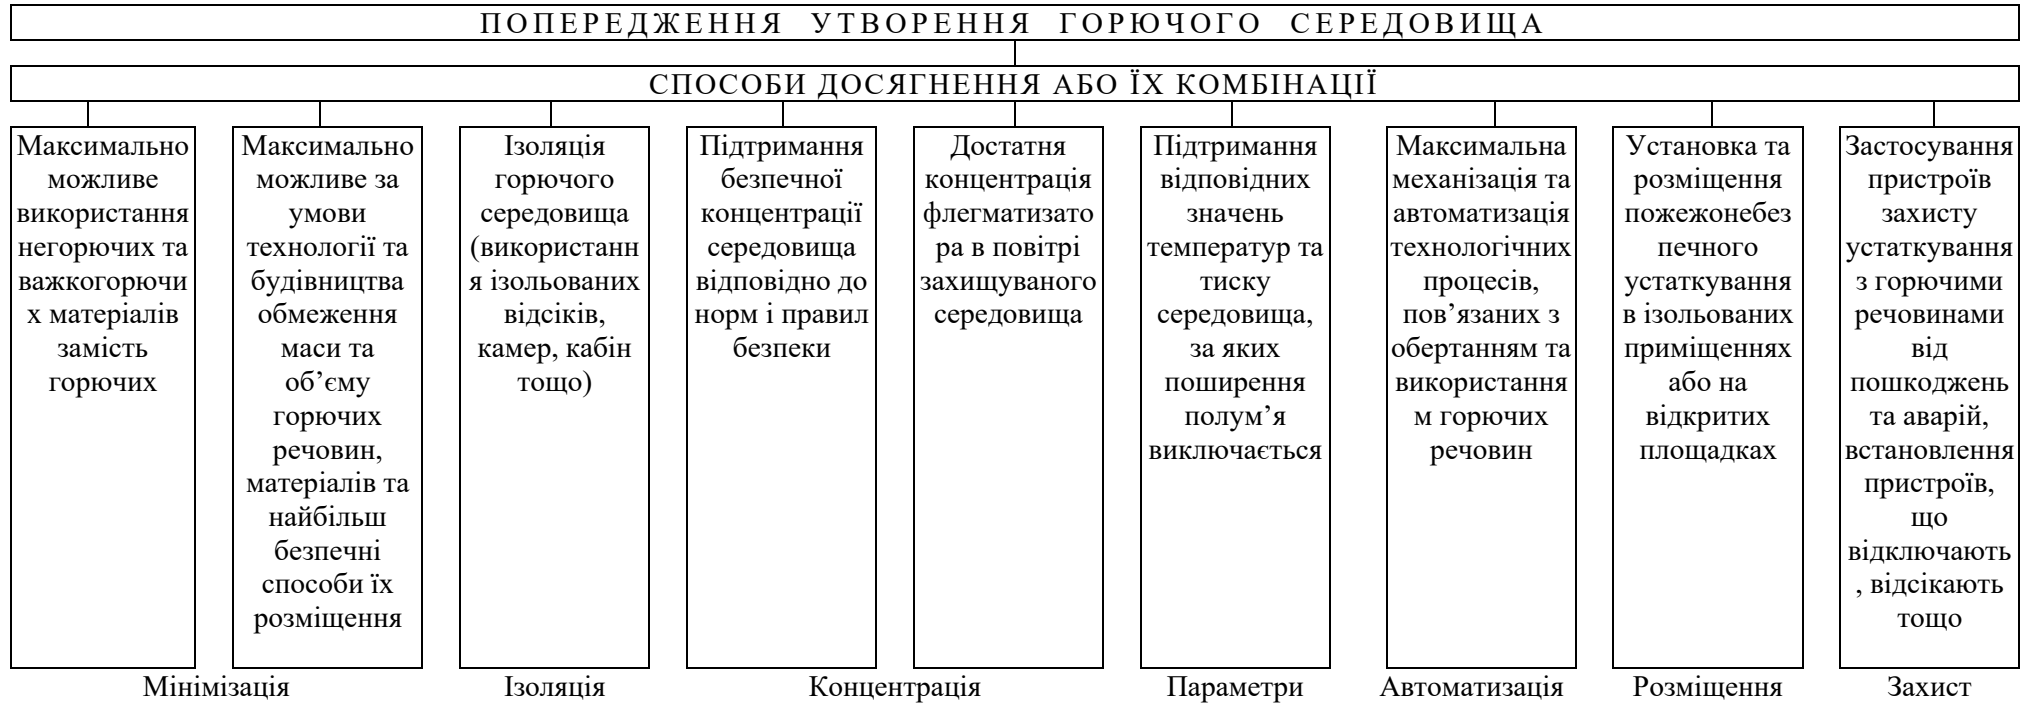 ПОПЕРЕДЖЕННЯ УТВОРЕННЯ ГОРЮЧОГО СЕРЕДОВИЩА
СПОСОБИ ДОСЯГНЕННЯ АБО ЇХ КОМБІНАЦІЇ
Максимально
можливе
використання
негорючих та
важкогорючи
х матеріалів
замість
горючих
Максимально
можливе за
умови
технології та
будівництва
обмеження
маси та
об’єму
горючих
речовин,
матеріалів та
найбільш
безпечні
способи їх
розміщення
Ізоляція
горючого
середовища
(використанн
я ізольованих
відсіків,
камер, кабін
тощо)
Підтримання
безпечної
концентрації
середовища
відповідно до
норм і правил
безпеки
Достатня
концентрація
флегматизато
ра в повітрі
захищуваного
середовища
Підтримання
відповідних
значень
температур та
тиску
середовища,
за яких
поширення
полум’я
виключається
Максимальна
механізація та
автоматизація
технологічних
процесів,
пов’язаних з
обертанням та
використання
м горючих
речовин
Установка та
розміщення
пожежонебез
печного
устаткування
в ізольованих
приміщеннях
або на
відкритих
площадках
Застосування
пристроїв
захисту
устаткування
з горючими
речовинами
від
пошкоджень
та аварій,
встановлення
пристроїв,
що
відключають
, відсікають
тощо
Мінімізація
Ізоляція
Концентрація
Параметри
Автоматизація
Розміщення
Захист